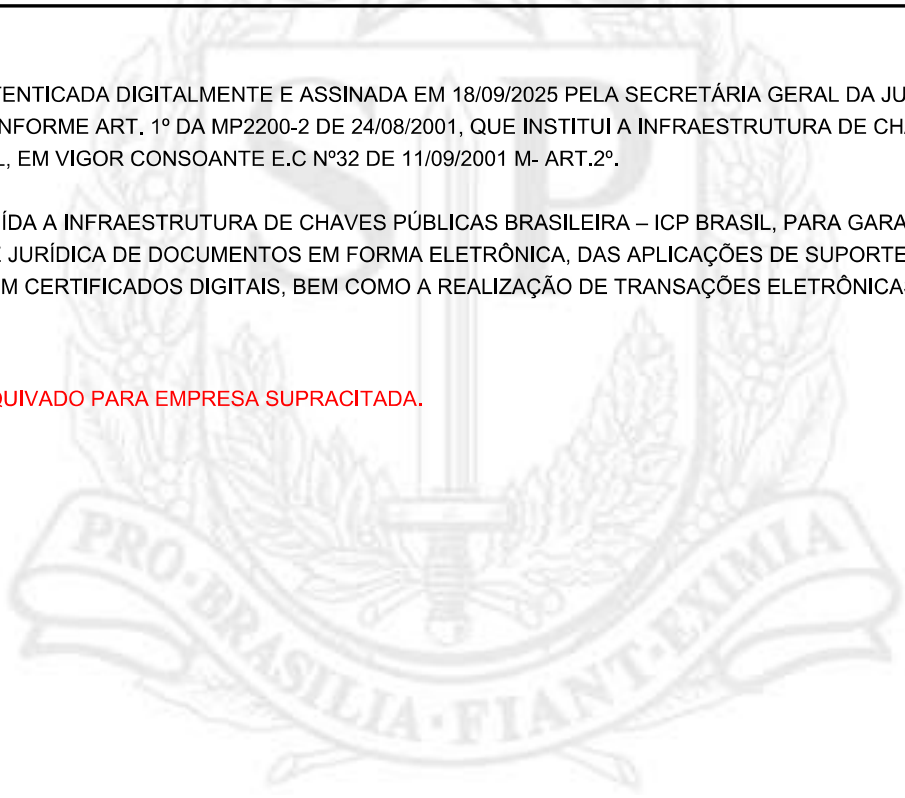 TENTICADA DIGITALMENTE E ASSINADA EM 18/09/2025 PELA SECRETÁRIA GERAL DA JU
NFORME ART. 1º DA MP2200-2 DE 24/08/2001, QUE INSTITUI A INFRAESTRUTURA DE CHA
L, EM VIGOR CONSOANTE E.C Nº32 DE 11/09/2001 M- ART.2º.
ÍDA A INFRAESTRUTURA DE CHAVES PÚBLICAS BRASILEIRA – ICP BRASIL, PARA GARA
E JURÍDICA DE DOCUMENTOS EM FORMA ELETRÔNICA, DAS APLICAÇÕES DE SUPORTE
M CERTIFICADOS DIGITAIS, BEM COMO A REALIZAÇÃO DE TRANSAÇÕES ELETRÔNICAS
QUIVADO PARA EMPRESA SUPRACITADA.
SP
PRO·BRASILIA·FIANT·EXIMIA